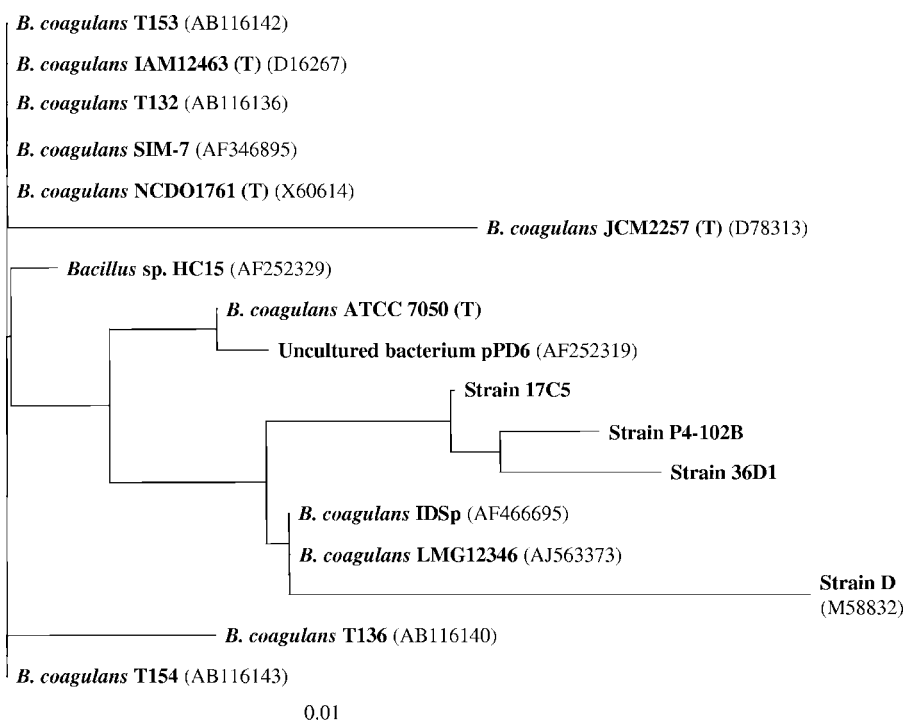 B. coagulans T153 (AB116142)
B. coagulans IAM12463 (T) (D16267)
B. coagulans T132 (AB116136)
B. coagulans SIM-7 (AF346895)
B. coagulans NCDO1761 (T) (X60614)
B. coagulans JCM2257 (T) (D78313)
Bacillus sp. HC15 (AF252329)
B. coagulans ATCC 7050 (T)
Uncultured bacterium pPD6 (AF252319)
Strain 17C5
Strain P4-102B
Strain 36D1
B. coagulans IDSp (AF466695)
B. coagulans LMG12346 (AJ563373)
Strain D
(M58832)
B. coagulans T136 (AB116140)
B. coagulans T154 (AB116143)
0.01